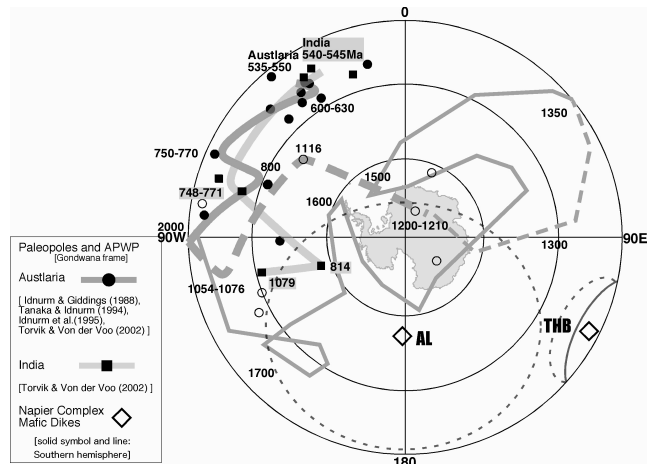 0
India
Austlaria 540-545Ma
535-550
600-630
1350
1116
750-770
800
1500
748-771
1600
2000
1200-1210
90W
90E
1300
814
1079
1054-1076
AL
THB
1700
180
Paleopoles and APWP
[Gondwana frame]
Austlaria
[ Idnurm & Giddings (1988),
Tanaka & Idnurm (1994),
Idnurm et al.(1995),
Torvik & Von der Voo (2002) ]
India
[Torvik & Von der Voo (2002) ]
Napier Complex
Mafic Dikes
[solid symbol and line:
Southern hemisphere]